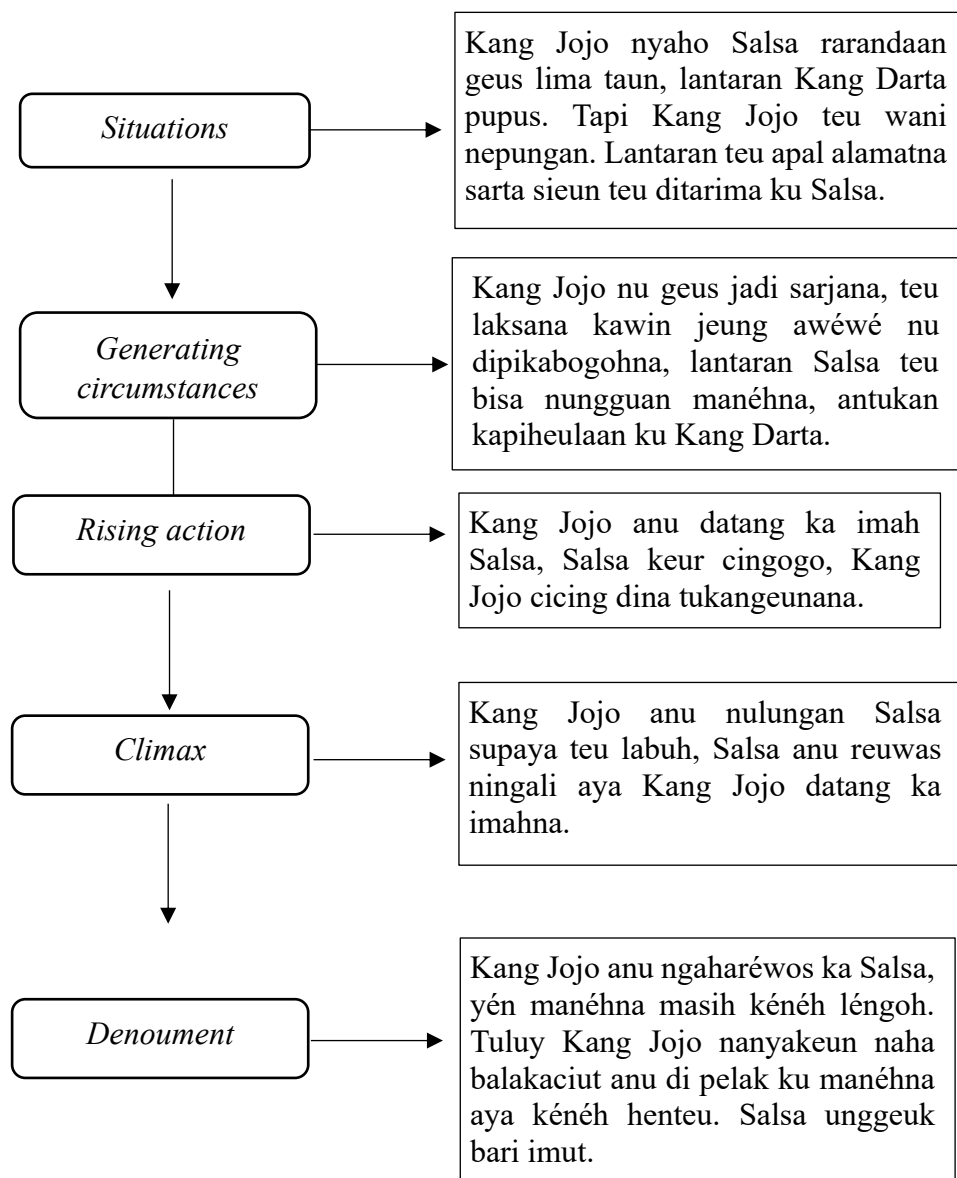 Situations
Kang Jojo nyaho Salsa rarandaan
geus lima taun, lantaran Kang Darta
pupus. Tapi Kang Jojo teu wani
nepungan. Lantaran teu apal alamatna
sarta sieun teu ditarima ku Salsa.
Generating
circumstances
Kang Jojo nu geus jadi sarjana, teu
laksana kawin jeung awéwé nu
dipikabogohna, lantaran Salsa teu
bisa nungguan manéhna, antukan
kapiheulaan ku Kang Darta.
Rising action
Kang Jojo anu datang ka imah
Salsa, Salsa keur cingogo, Kang
Jojo cicing dina tukangeunana.
Climax
Kang Jojo anu nulungan Salsa
supaya teu labuh, Salsa anu reuwas
ningali aya Kang Jojo datang ka
imahna.
Denoument
Kang Jojo anu ngaharéwos ka Salsa,
yén manéhna masih kénéh léngoh.
Tuluy Kang Jojo nanyakeun naha
balakaciut anu di pelak ku manéhna
aya kénéh henteu. Salsa unggeuk
bari imut.